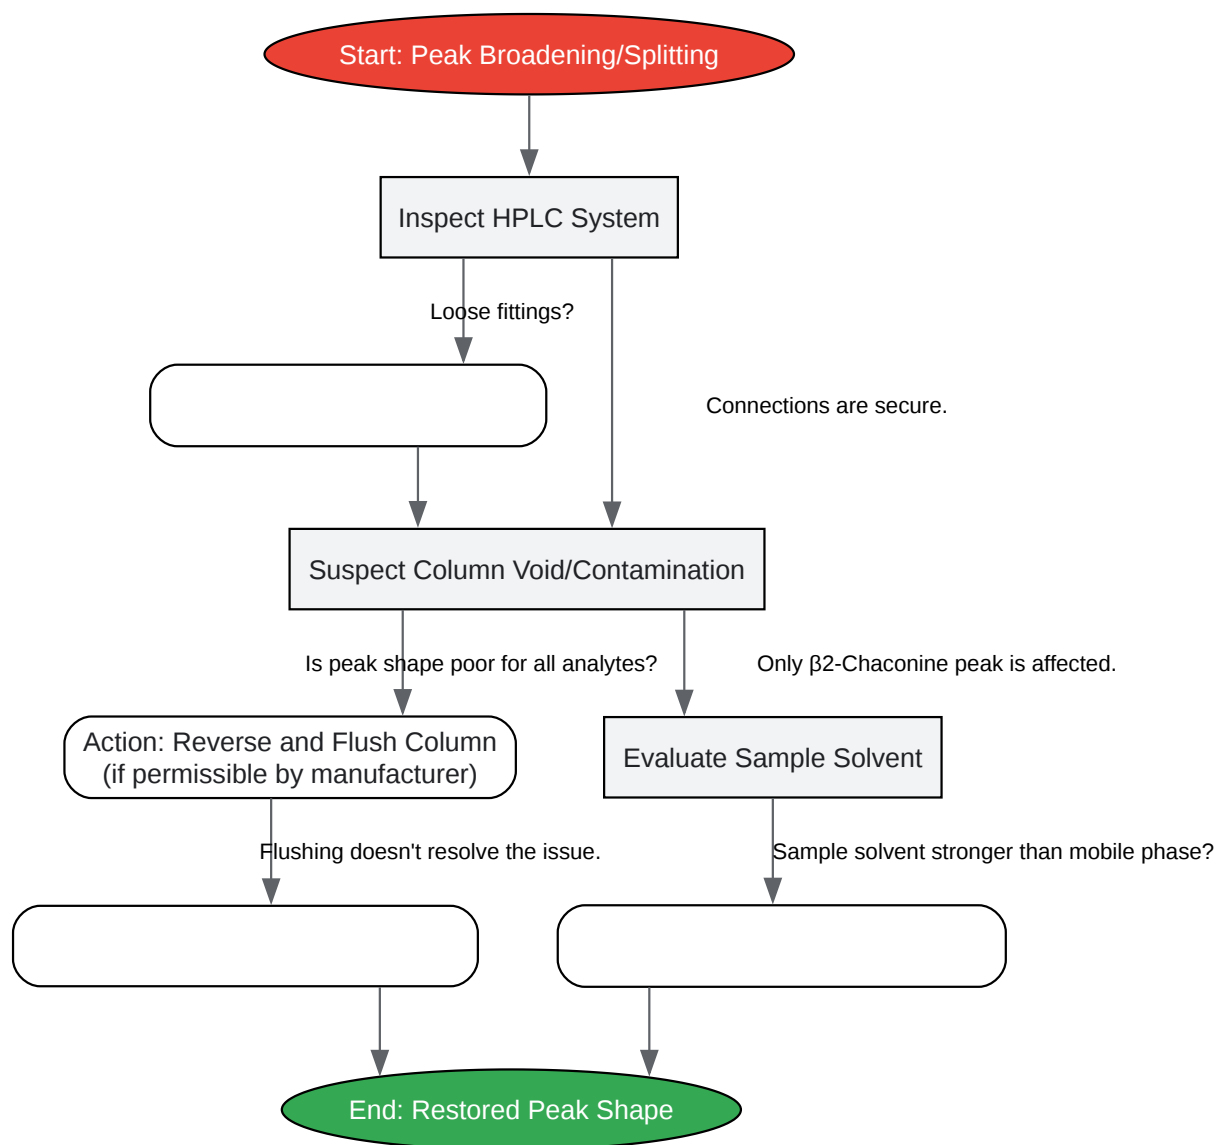 Start: Peak Broadening/Splitting
Inspect HPLC System
Loose fittings?
Connections are secure.
Suspect Column Void/Contamination
Is peak shape poor for all analytes?
Only β2-Chaconine peak is affected.
Action: Reverse and Flush Column
(if permissible by manufacturer)
Evaluate Sample Solvent
Flushing doesn't resolve the issue.
Sample solvent stronger than mobile phase?
End: Restored Peak Shape